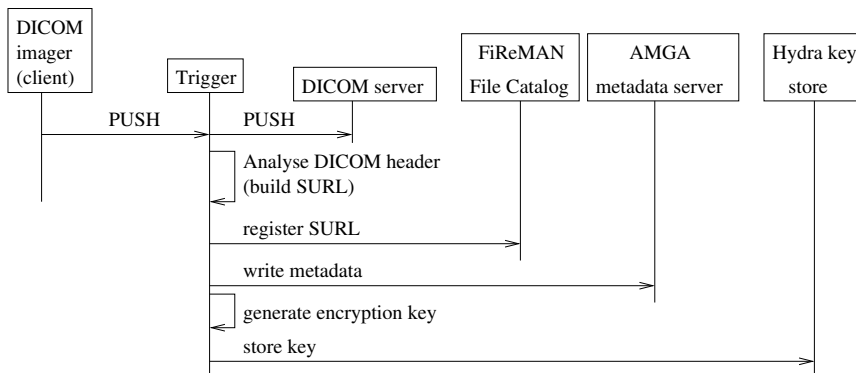 DICOM
imager
(client)
Trigger
DICOM server
FiReMAN
File Catalog
AMGA
metadata server
Hydra key
store
PUSH
PUSH
Analyse DICOM header
(build SURL)
register SURL
write metadata
generate encryption key
store key